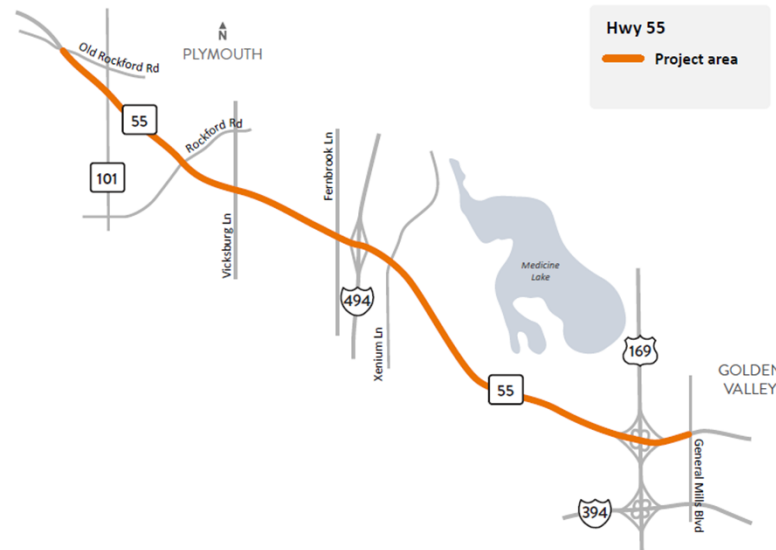 Hwy 55
Project area
N
PLYMOUTH
Old Rockford Rd
55
Rockford Rd
101
Vicksburg Ln
Fernbrook Ln
494
Xenium Ln
Medicine
Lake
169
GOLDEN
VALLEY
55
General Mills Blvd
394